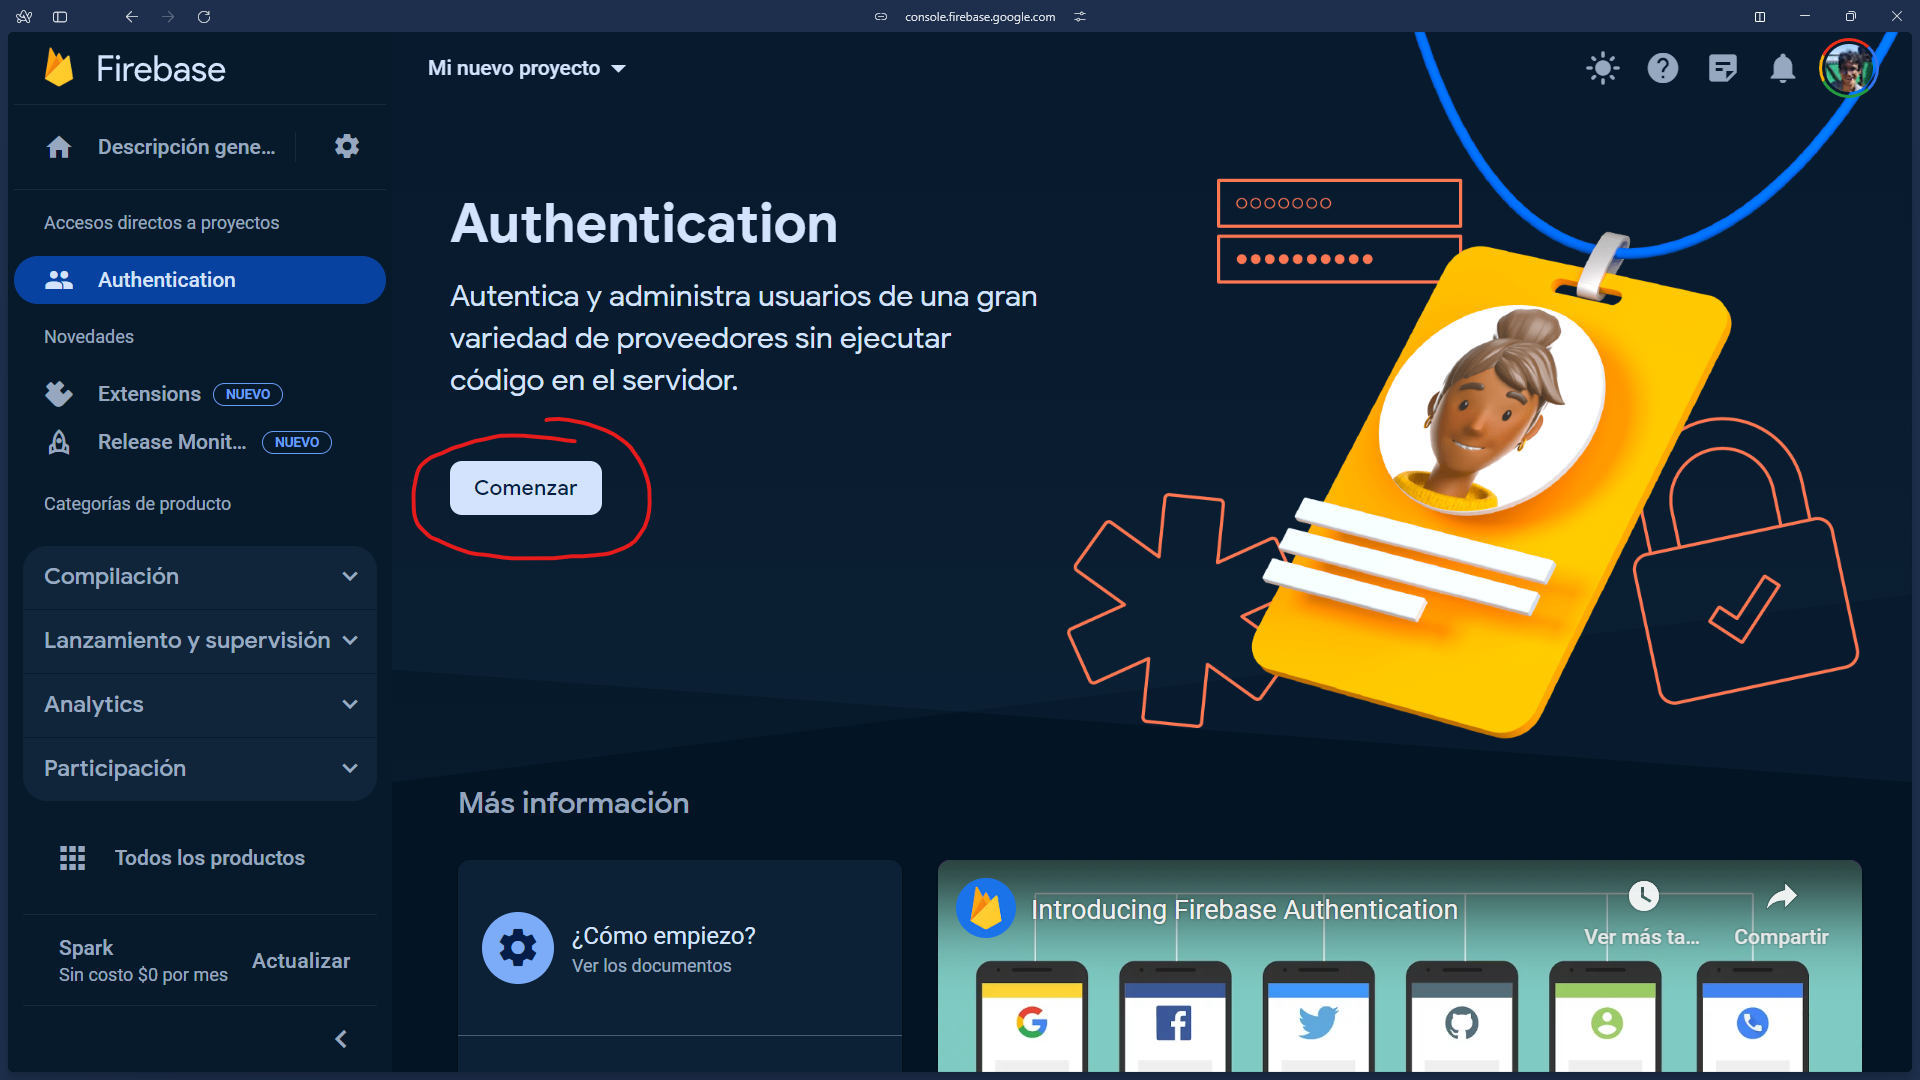 console.firebase.google.com
Firebase
Mi nuevo proyecto
Descripción gene...
Accesos directos a proyectos
Authentication
Novedades
Extensions NUEVO
Release Monit... NUEVO
Categorías de producto
Compilación
Lanzamiento y supervisión
Analytics
Participación
Todos los productos
Spark
Sin costo $0 por mes
Actualizar
Authentication
Autentica y administra usuarios de una gran
variedad de proveedores sin ejecutar
código en el servidor.
Comenzar
Más información
¿Cómo empiezo?
Ver los documentos
Introducing Firebase Authentication
Ver más ta...
Compartir